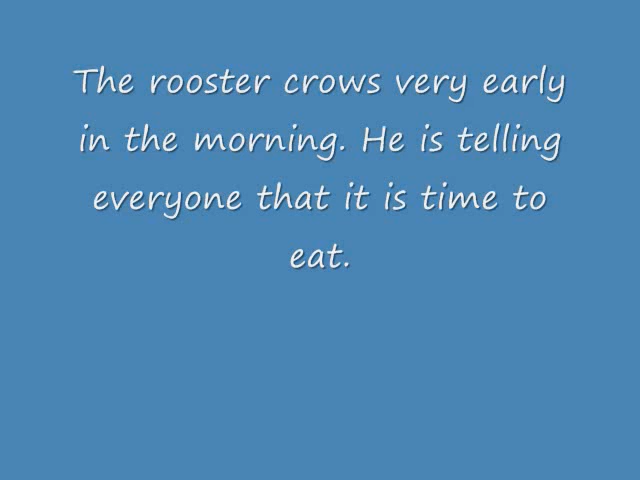 The rooster crows very early
in the morning. He is telling
everyone that it is time to
eat.